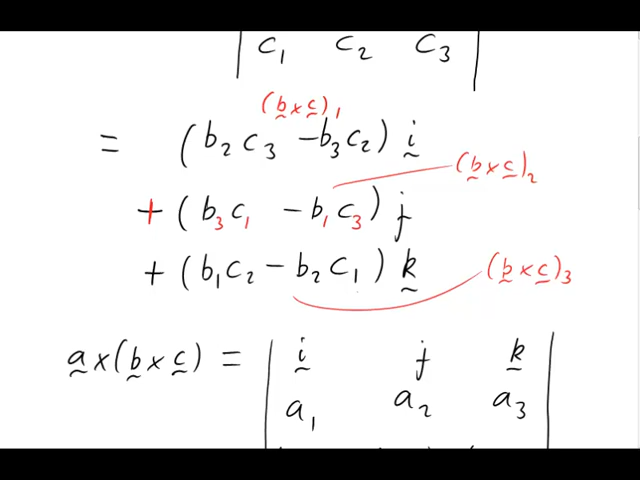 c₁ c₂ c₃
(b×c)₁
= (b₂c₃ −b₃c₂) i
(b×c)₂
+ (b₃c₁ −b₁c₃) j
+ (b₁c₂ − b₂c₁) k
(b×c)₃
a×(b×c) = | i j k |
a₁ a₂ a₃